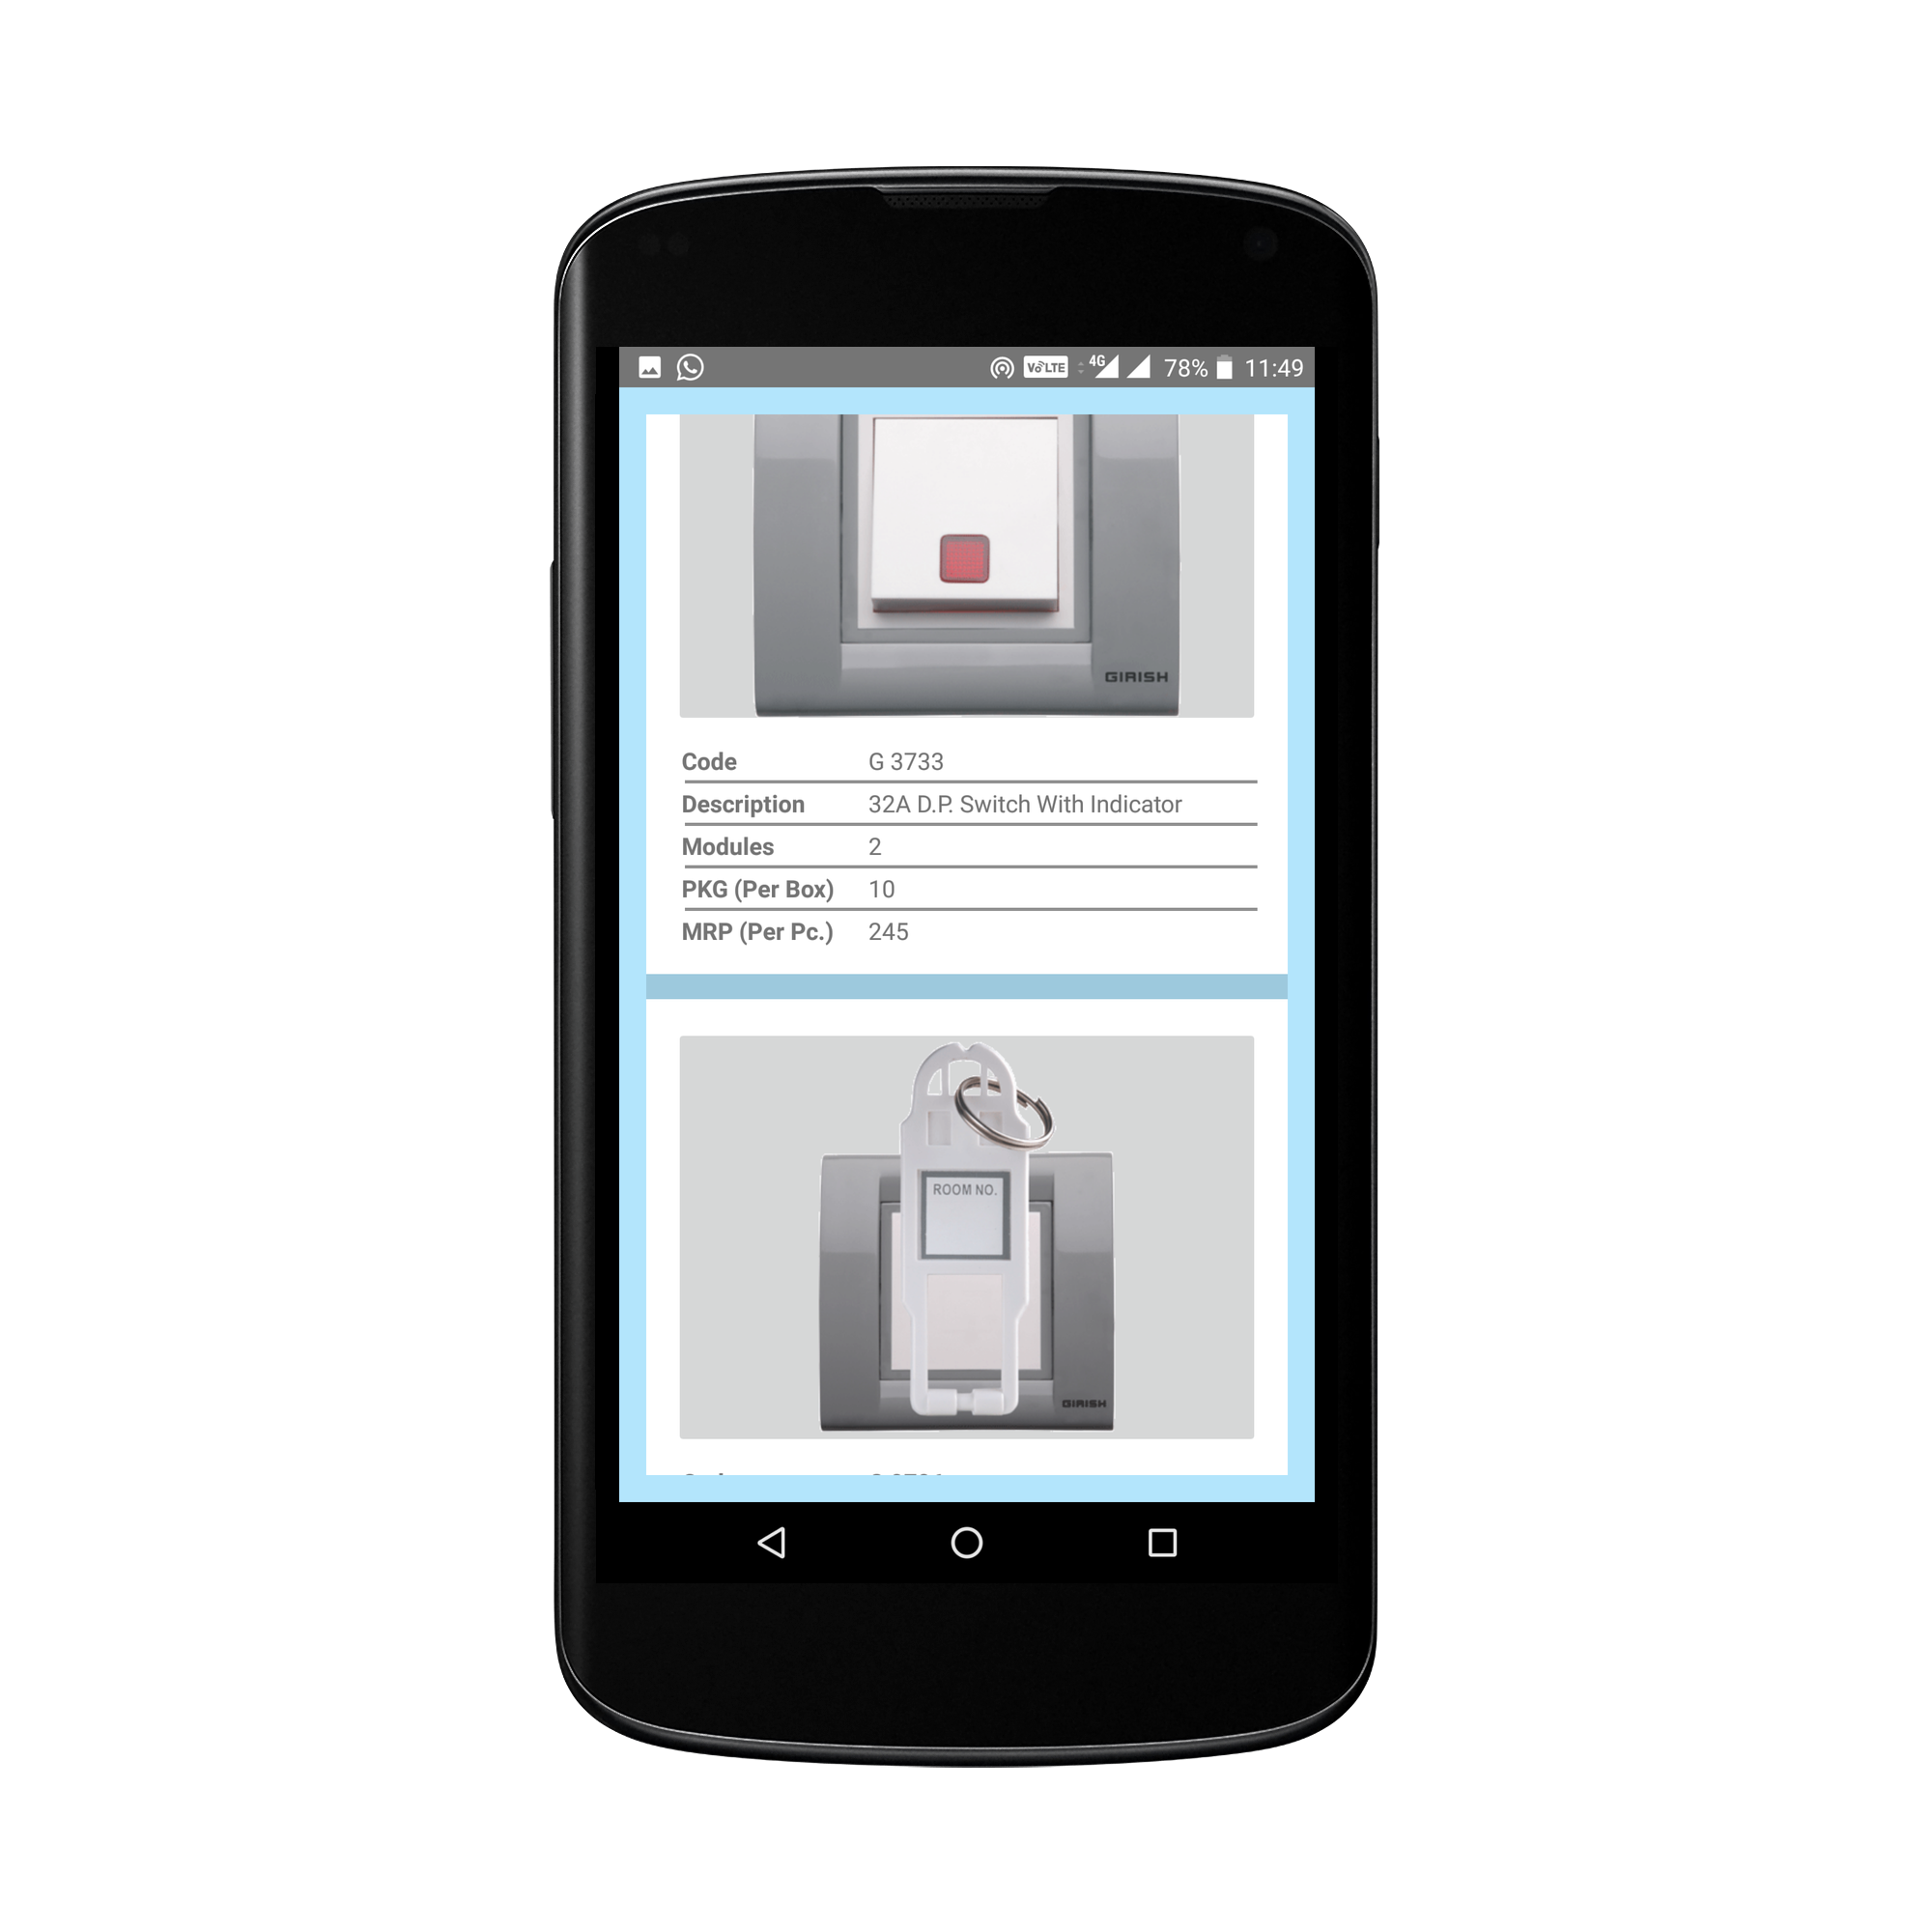 VoLTE 4G 78% 11:49
GIRISH
Code G 3733
Description 32A D.P. Switch With Indicator
Modules 2
PKG (Per Box) 10
MRP (Per Pc.) 245
ROOM NO.
GIRISH